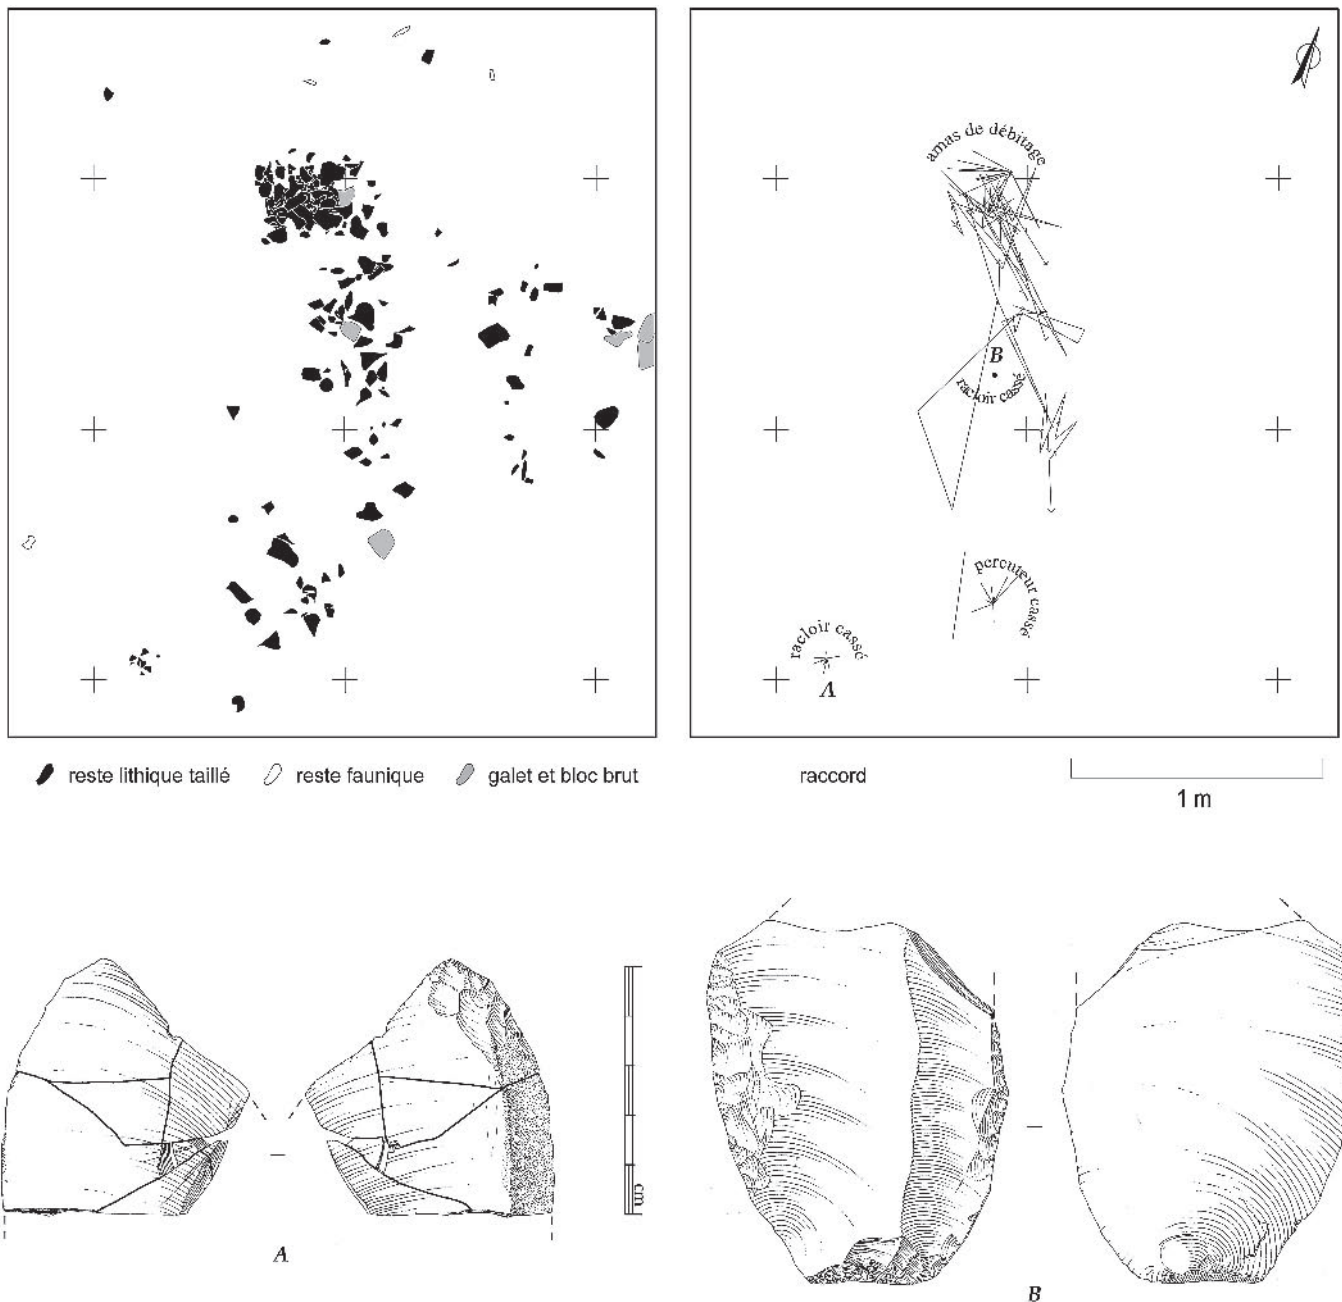 amas de débitage
B
racloir cassé
percuteur cassé
racloir cassé
A
reste lithique taillé
reste faunique
galet et bloc brut
raccord
1 m
cm
A
B